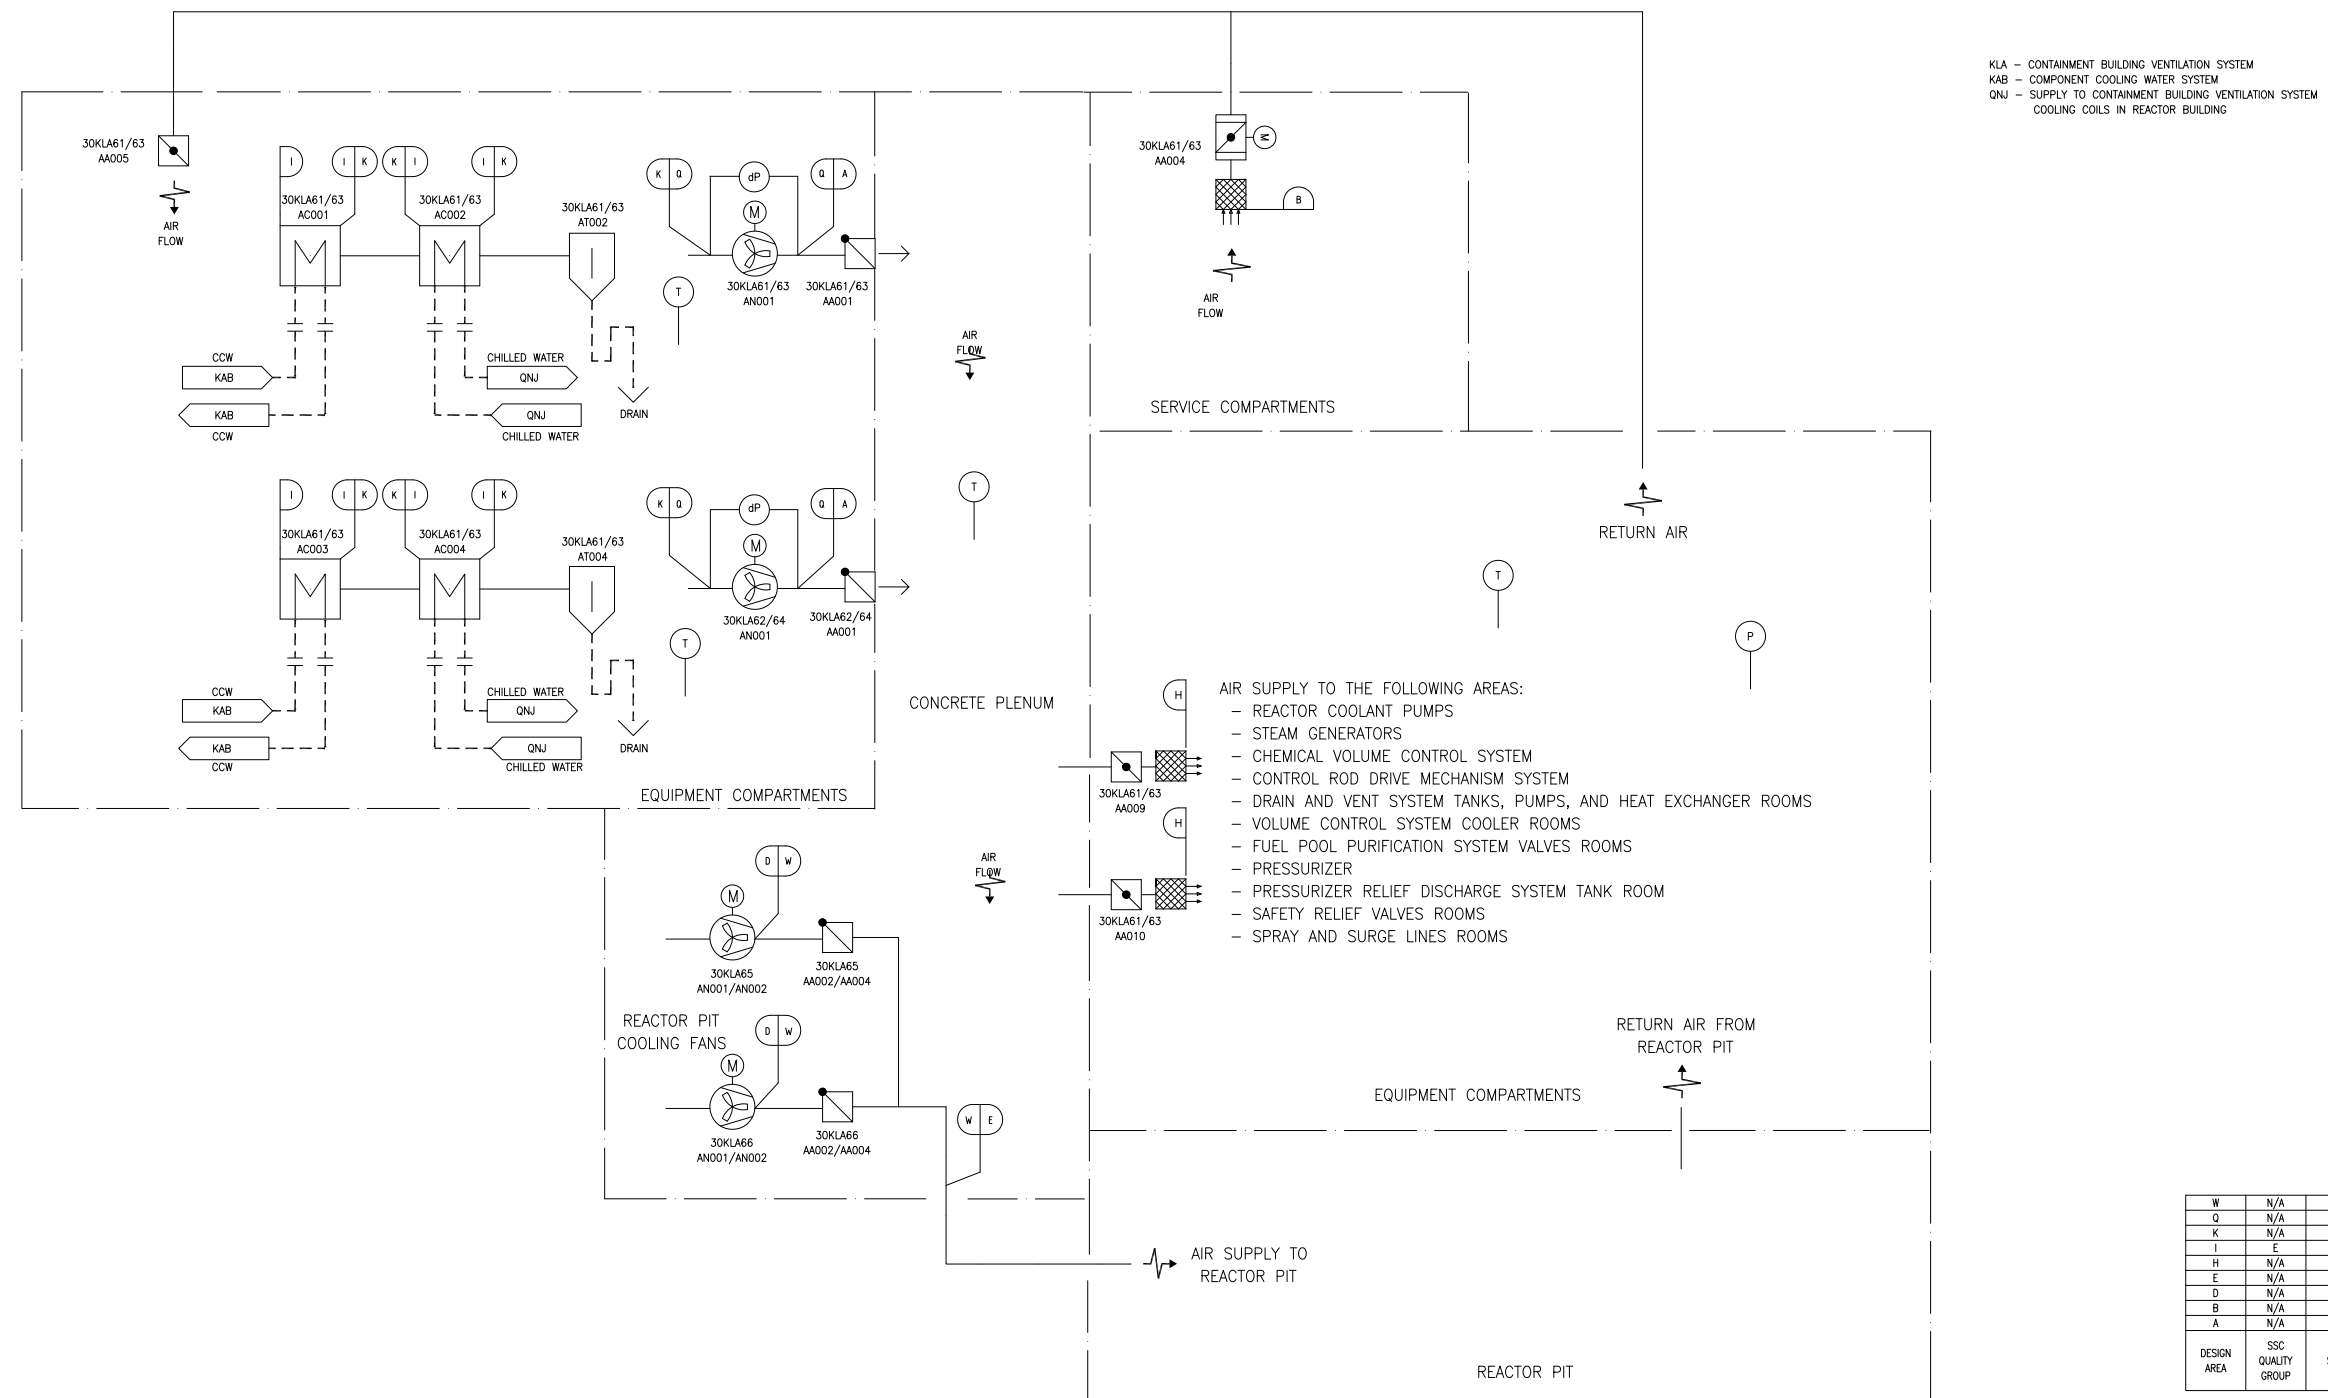 KLA – CONTAINMENT BUILDING VENTILATION SYSTEM
KAB – COMPONENT COOLING WATER SYSTEM
QNJ – SUPPLY TO CONTAINMENT BUILDING VENTILATION SYSTEM
COOLING COILS IN REACTOR BUILDING
30KLA61/63
AA005
AIR
FLOW
I
I K
K I
I K
30KLA61/63
AC001
30KLA61/63
AC002
30KLA61/63
AT002
K Q
dP
Q A
M
30KLA61/63
AN001
30KLA61/63
AA001
T
CCW
KAB
KAB
CCW
CHILLED WATER
QNJ
QNJ
CHILLED WATER
DRAIN
I
I K
K I
I K
30KLA61/63
AC003
30KLA61/63
AC004
30KLA61/63
AT004
K Q
dP
Q A
M
30KLA62/64
AN001
30KLA62/64
AA001
T
CCW
KAB
KAB
CCW
CHILLED WATER
QNJ
QNJ
CHILLED WATER
DRAIN
EQUIPMENT COMPARTMENTS
AIR
FLOW
T
CONCRETE PLENUM
AIR
FLOW
30KLA61/63
AA004
M
B
AIR
FLOW
SERVICE COMPARTMENTS
RETURN AIR
T
P
H
30KLA61/63
AA009
H
30KLA61/63
AA010
AIR SUPPLY TO THE FOLLOWING AREAS:
– REACTOR COOLANT PUMPS
– STEAM GENERATORS
– CHEMICAL VOLUME CONTROL SYSTEM
– CONTROL ROD DRIVE MECHANISM SYSTEM
– DRAIN AND VENT SYSTEM TANKS, PUMPS, AND HEAT EXCHANGER ROOMS
– VOLUME CONTROL SYSTEM COOLER ROOMS
– FUEL POOL PURIFICATION SYSTEM VALVES ROOMS
– PRESSURIZER
– PRESSURIZER RELIEF DISCHARGE SYSTEM TANK ROOM
– SAFETY RELIEF VALVES ROOMS
– SPRAY AND SURGE LINES ROOMS
RETURN AIR FROM
REACTOR PIT
EQUIPMENT COMPARTMENTS
D W
M
30KLA65
AN001/AN002
30KLA65
AA002/AA004
REACTOR PIT
COOLING FANS
D W
M
30KLA66
AN001/AN002
30KLA66
AA002/AA004
W E
AIR SUPPLY TO
REACTOR PIT
REACTOR PIT
W N/A
Q N/A
K N/A
I E
H N/A
E N/A
D N/A
B N/A
A N/A
DESIGN
AREA
SSC
QUALITY
GROUP